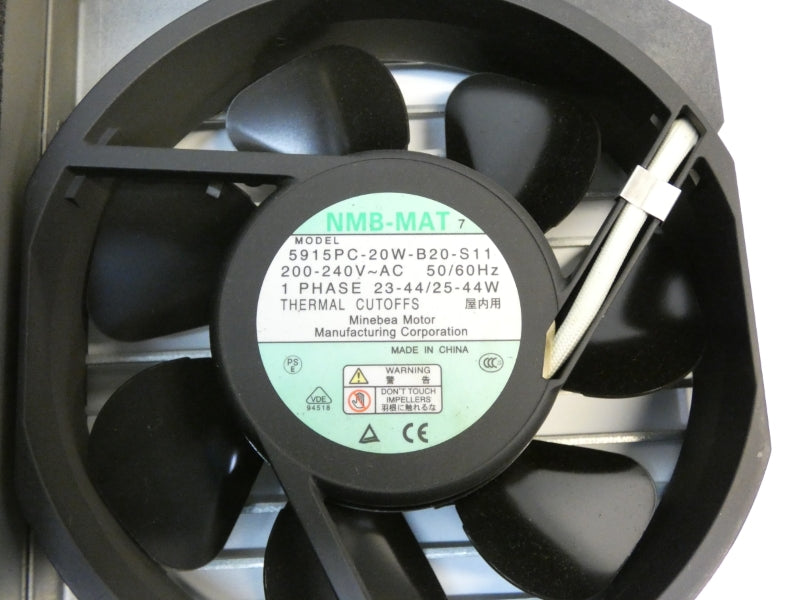 NMB-MAT 7
MODEL
5915PC-20W-B20-S11
200-240V~AC 50/60Hz
1 PHASE 23-44/25-44W
THERMAL CUTOFFS 屋内用
Minebea Motor
Manufacturing Corporation
MADE IN CHINA
PS
E
CCC
WARNING
警 告
DON'T TOUCH
IMPELLERS
羽根に触れるな
VDE
94518
CE